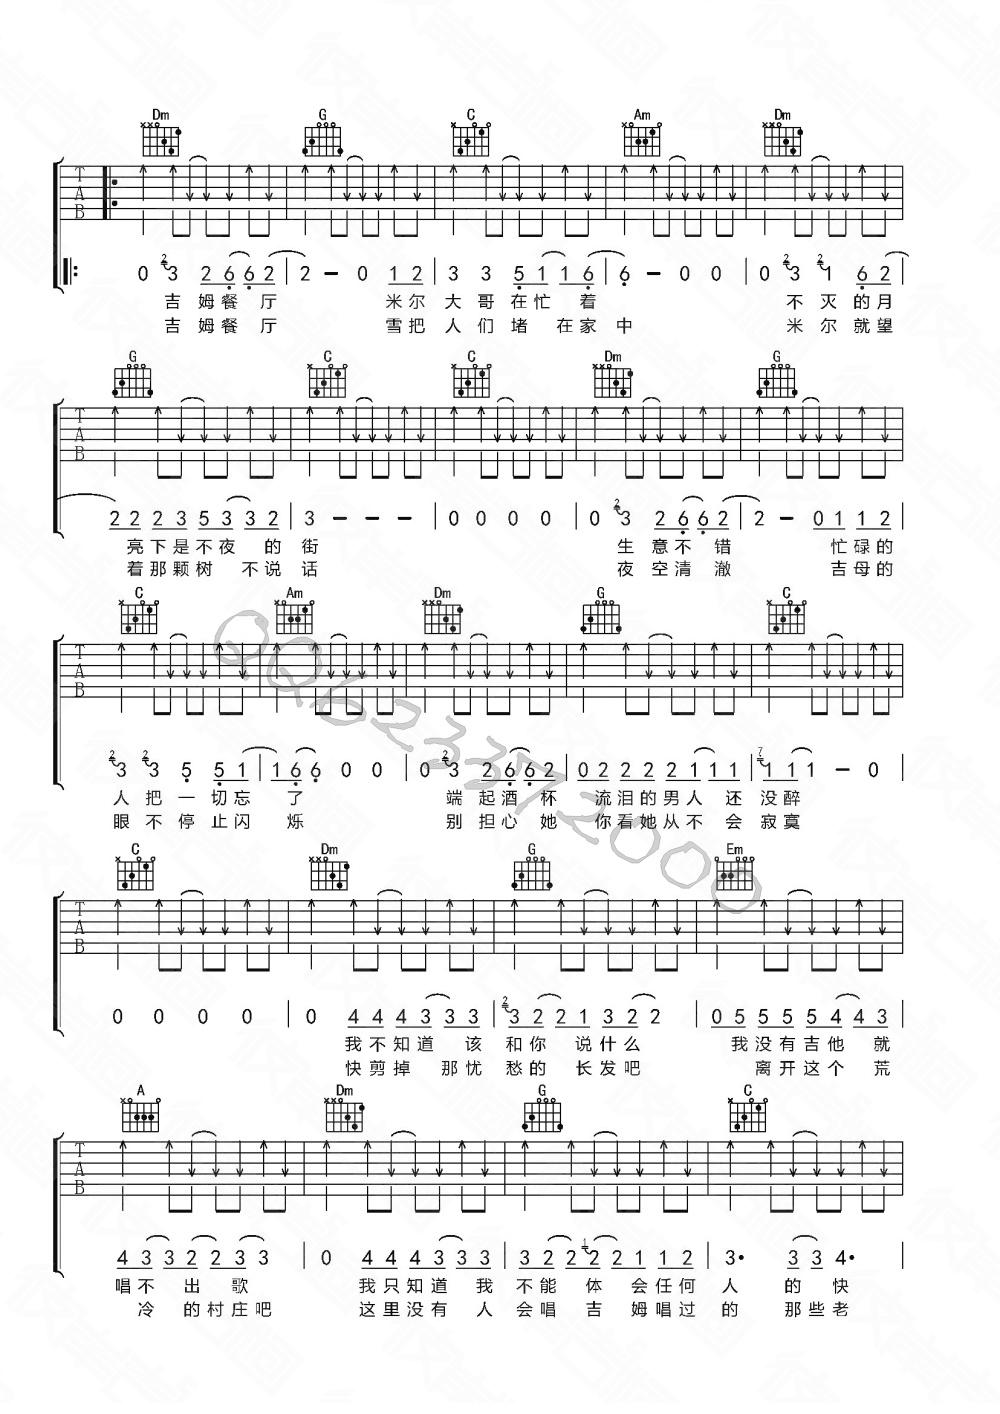 Dm G C Am Dm
T
A
B
0 3 2 6 6 2 | 2 – 0 1 2 | 3 3 5 1 1 6 | 6 – 0 0 | 0 3 1 6 2
吉姆餐厅 米尔大哥在忙着 不灭的月
吉姆餐厅 雪把人们堵在家中 米尔就望
G C C Dm G
T
A
B
2 2 2 3 5 3 3 2 | 3 – – – | 0 0 0 0 | 0 3 2 6 6 2 | 2 – 0 1 1 2 |
亮下是不夜的街 生意不错 忙碌的
着那颗树不说话 夜空清澈 吉母的
C Am Dm G C
T
A
B
3 3 5 5 1 | 1 6 6 0 0 | 0 3 2 6 6 2 | 0 2 2 2 2 1 1 1 | 1 1 1 – 0 |
人把一切忘了 端起酒杯 流泪的男人还没醉
眼不停止闪烁 别担心她 你看她从不会寂寞
C Dm G Em
T
A
B
0 0 0 0 | 0 4 4 4 3 3 3 | 3 2 2 1 3 2 2 | 0 5 5 5 5 4 4 3 |
我不知道该和你说什么 我没有吉他就
快剪掉那忧愁的长发吧 离开这个荒
A Dm G C
T
A
B
4 3 3 2 2 3 3 | 0 4 4 4 3 3 3 | 3 2 2 2 2 1 1 2 | 3· 3 3 4· |
唱不出歌 我只知道我不能体会任何人的快
冷的村庄吧 这里没有人会唱吉姆唱过的那些老
QQ623372000